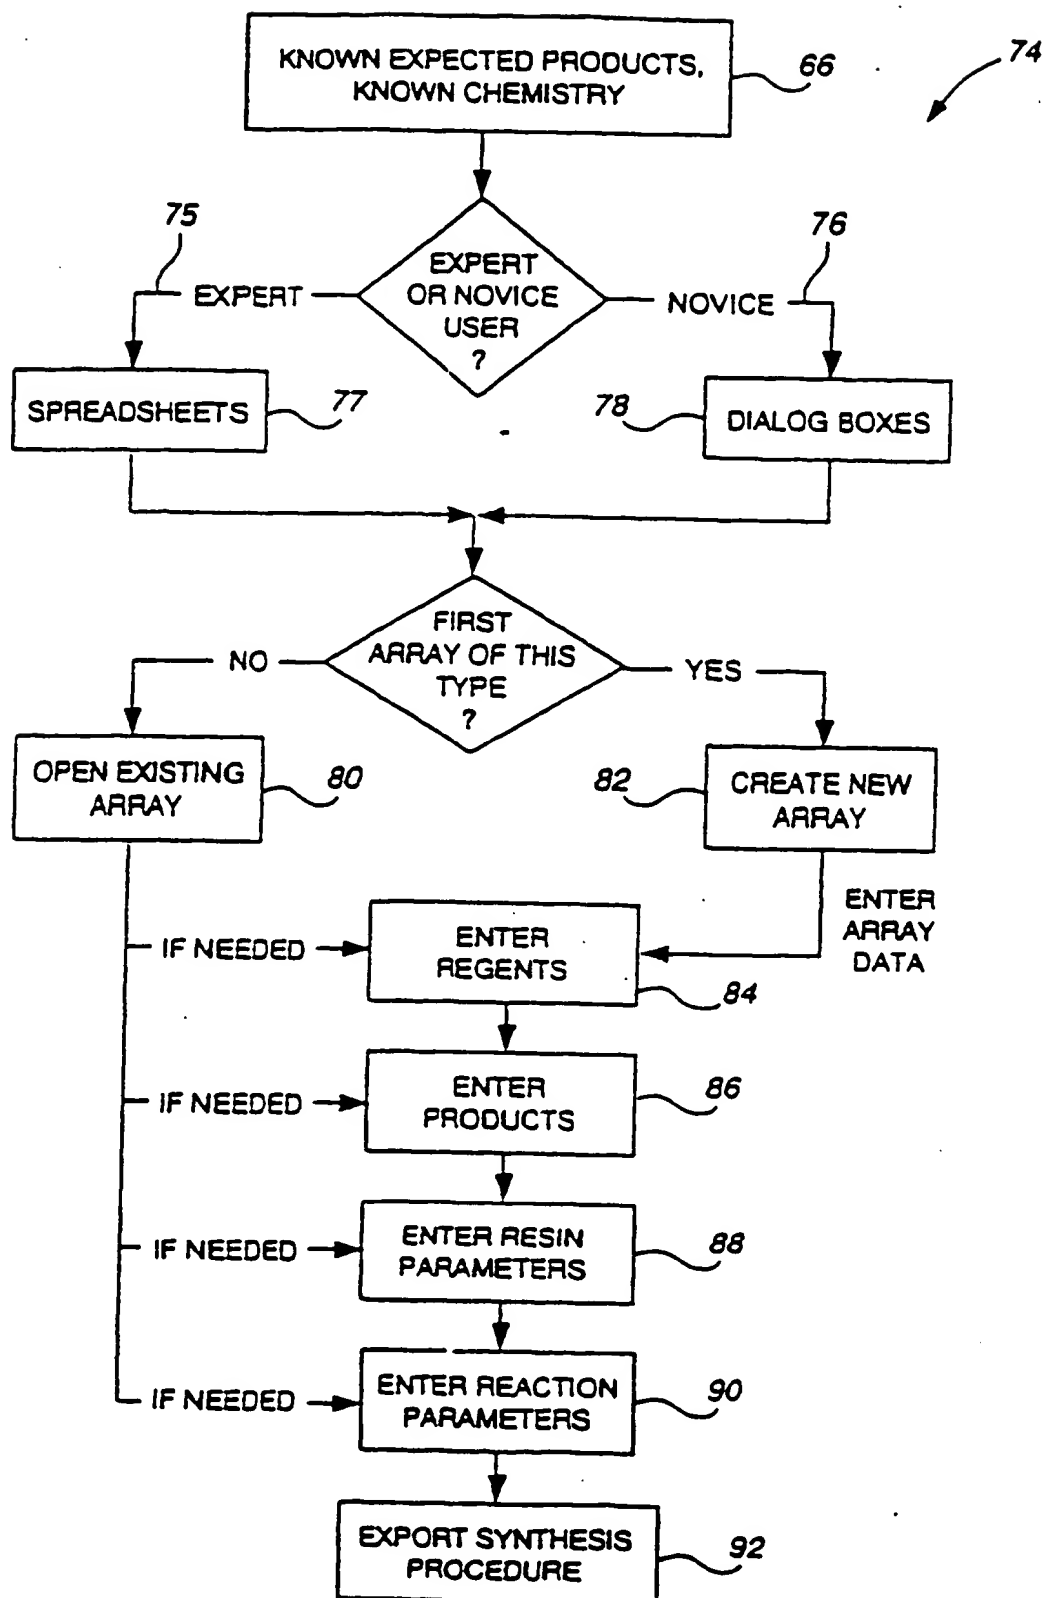 KNOWN EXPECTED PRODUCTS,
KNOWN CHEMISTRY
66
74
75
76
EXPERT
EXPERT
OR NOVICE
USER
?
NOVICE
SPREADSHEETS
77
78
DIALOG BOXES
FIRST
ARRAY OF THIS
TYPE
?
NO
YES
OPEN EXISTING
ARRAY
80
82
CREATE NEW
ARRAY
ENTER
ARRAY
DATA
IF NEEDED
ENTER
REGENTS
84
IF NEEDED
ENTER
PRODUCTS
86
IF NEEDED
ENTER RESIN
PARAMETERS
88
IF NEEDED
ENTER REACTION
PARAMETERS
90
EXPORT SYNTHESIS
PROCEDURE
92